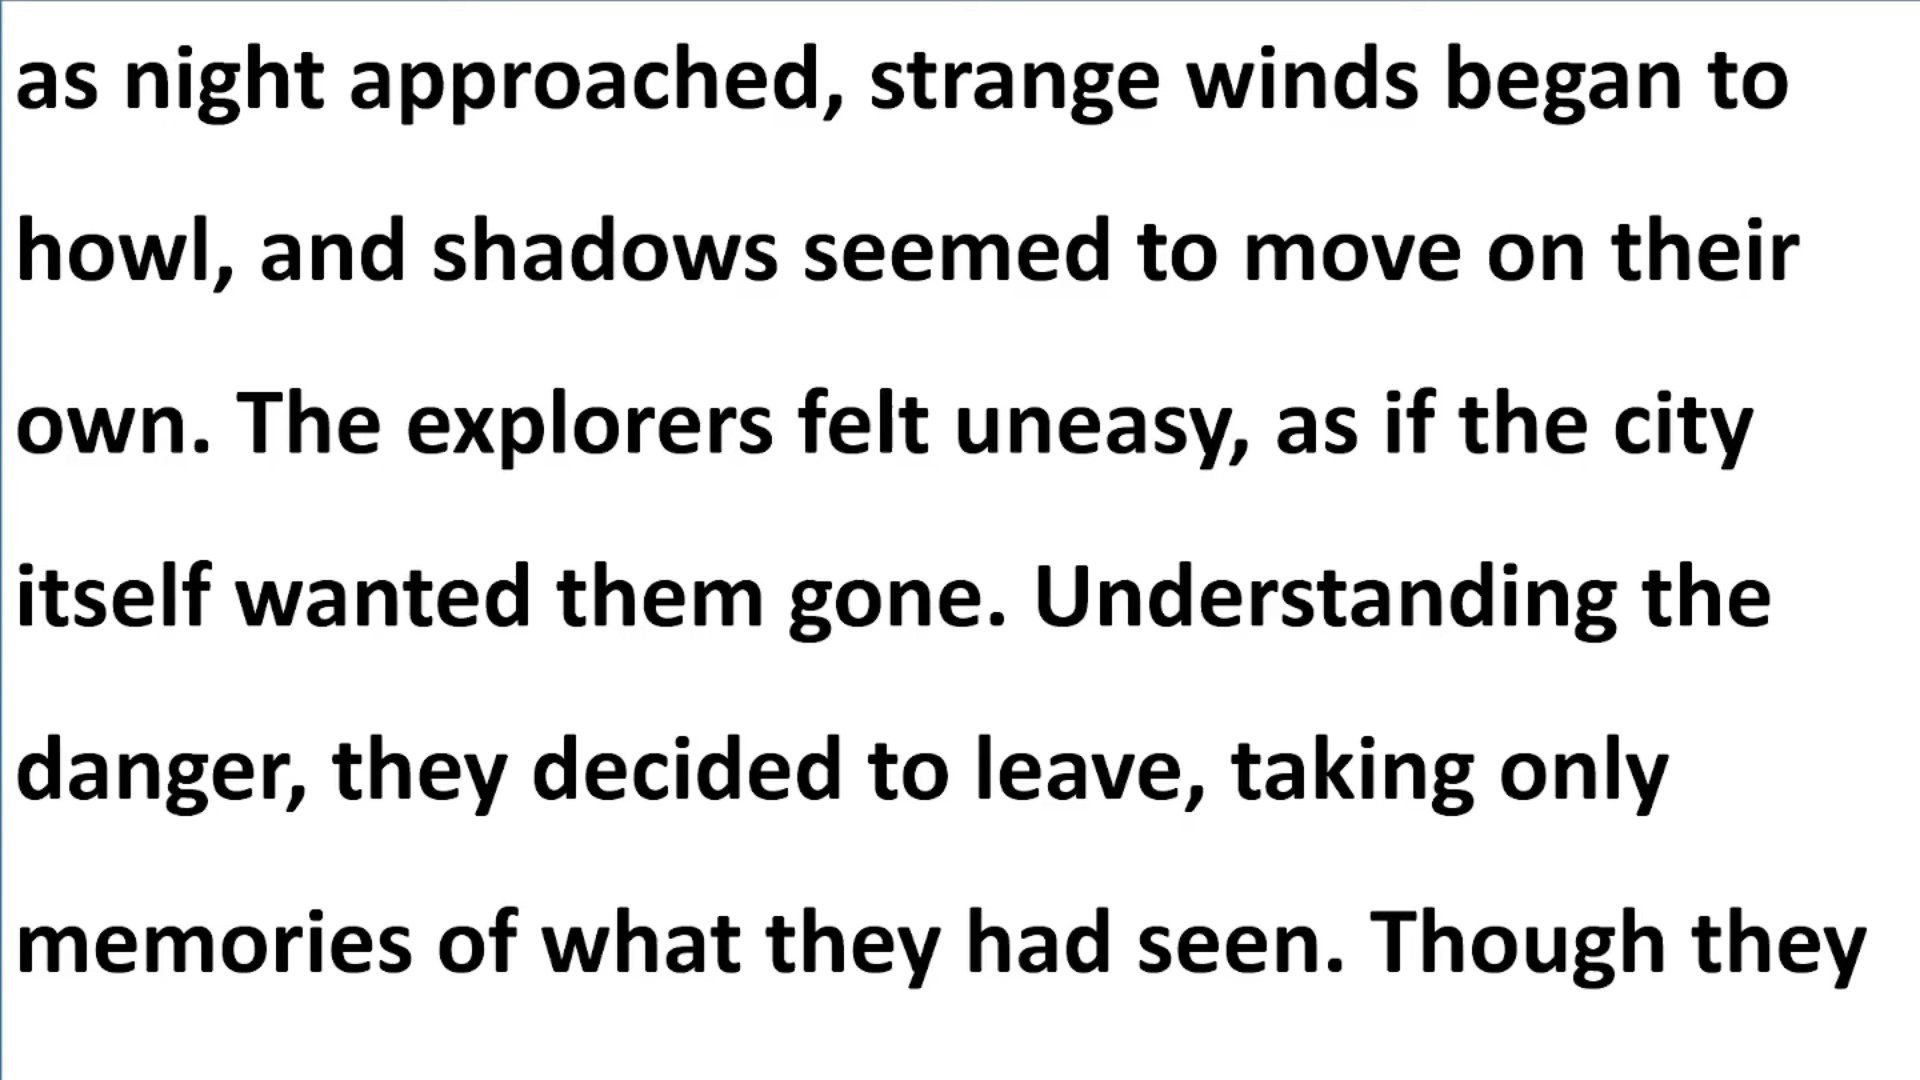 as night approached, strange winds began to
howl, and shadows seemed to move on their
own. The explorers felt uneasy, as if the city
itself wanted them gone. Understanding the
danger, they decided to leave, taking only
memories of what they had seen. Though they